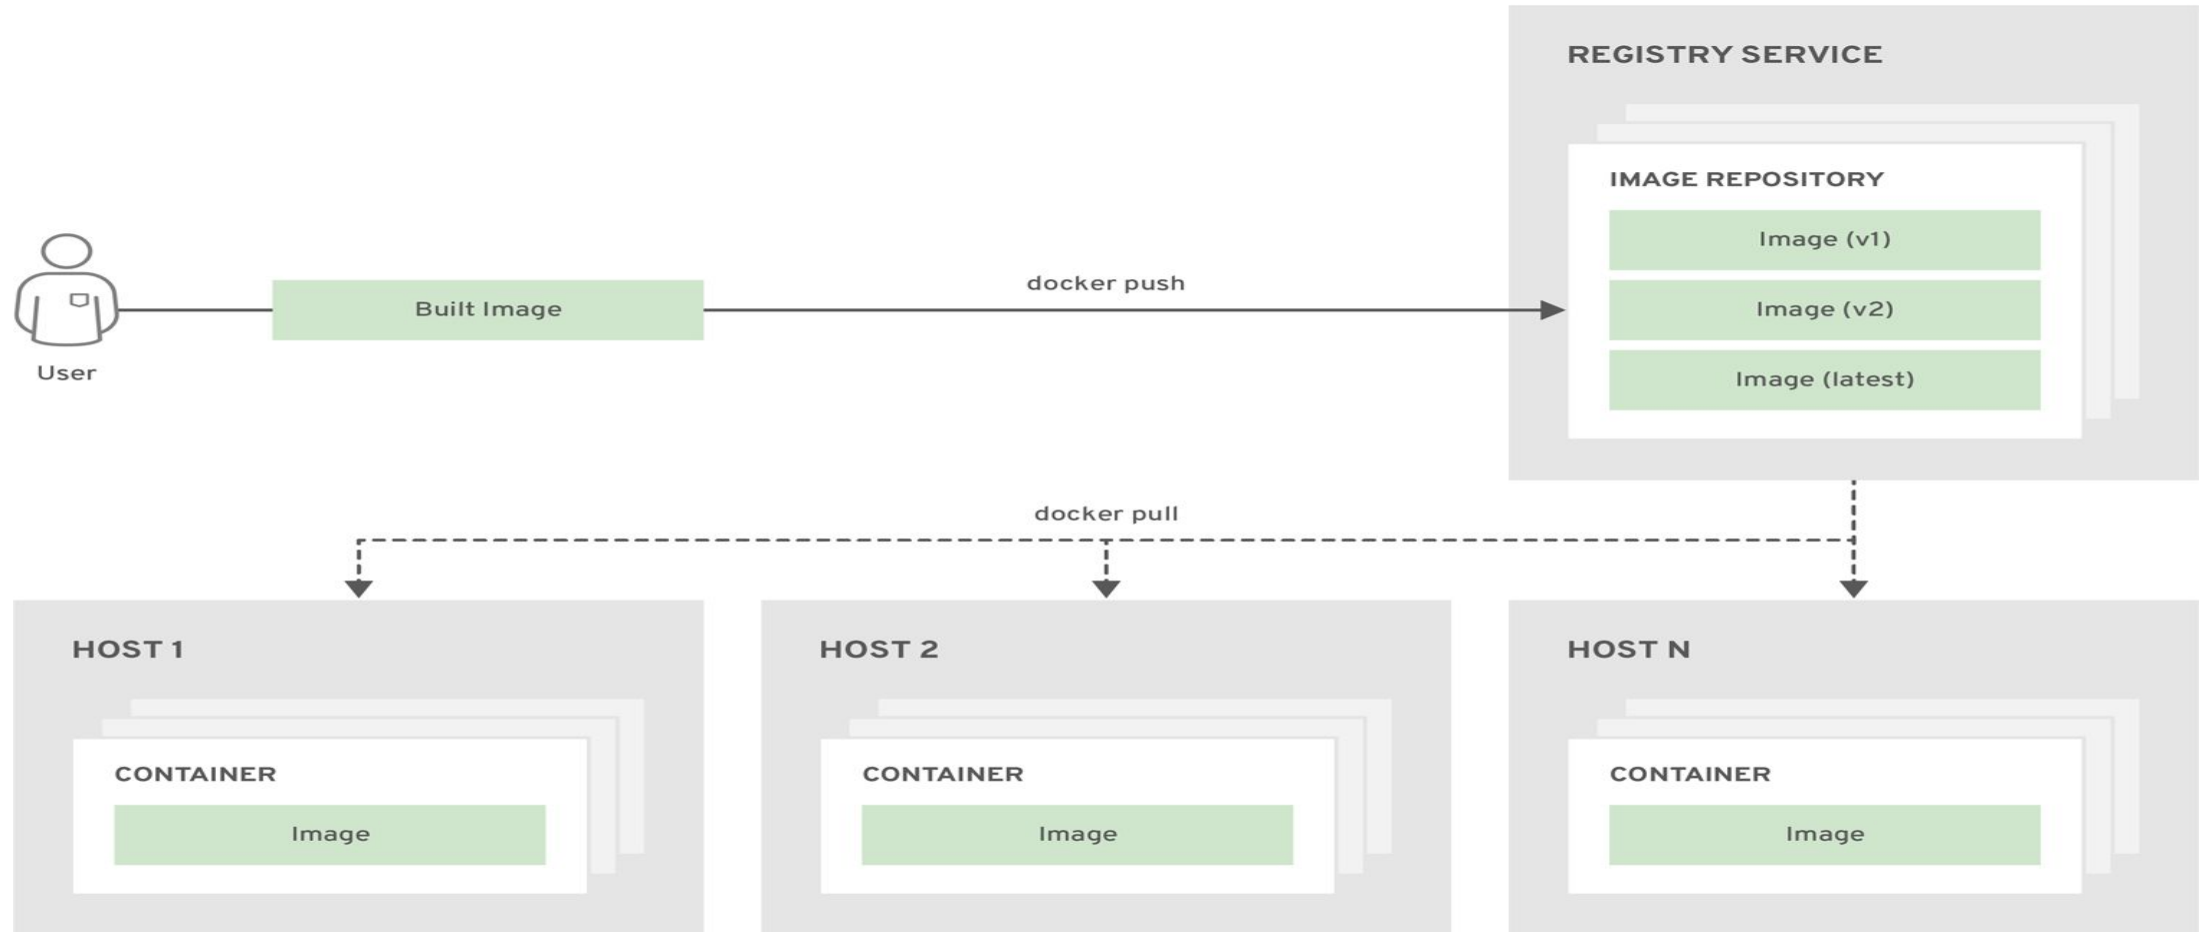 REGISTRY SERVICE
IMAGE REPOSITORY
Image (v1)
Image (v2)
Image (latest)
docker push
Built Image
User
docker pull
HOST 1
CONTAINER
Image
HOST 2
CONTAINER
Image
HOST N
CONTAINER
Image